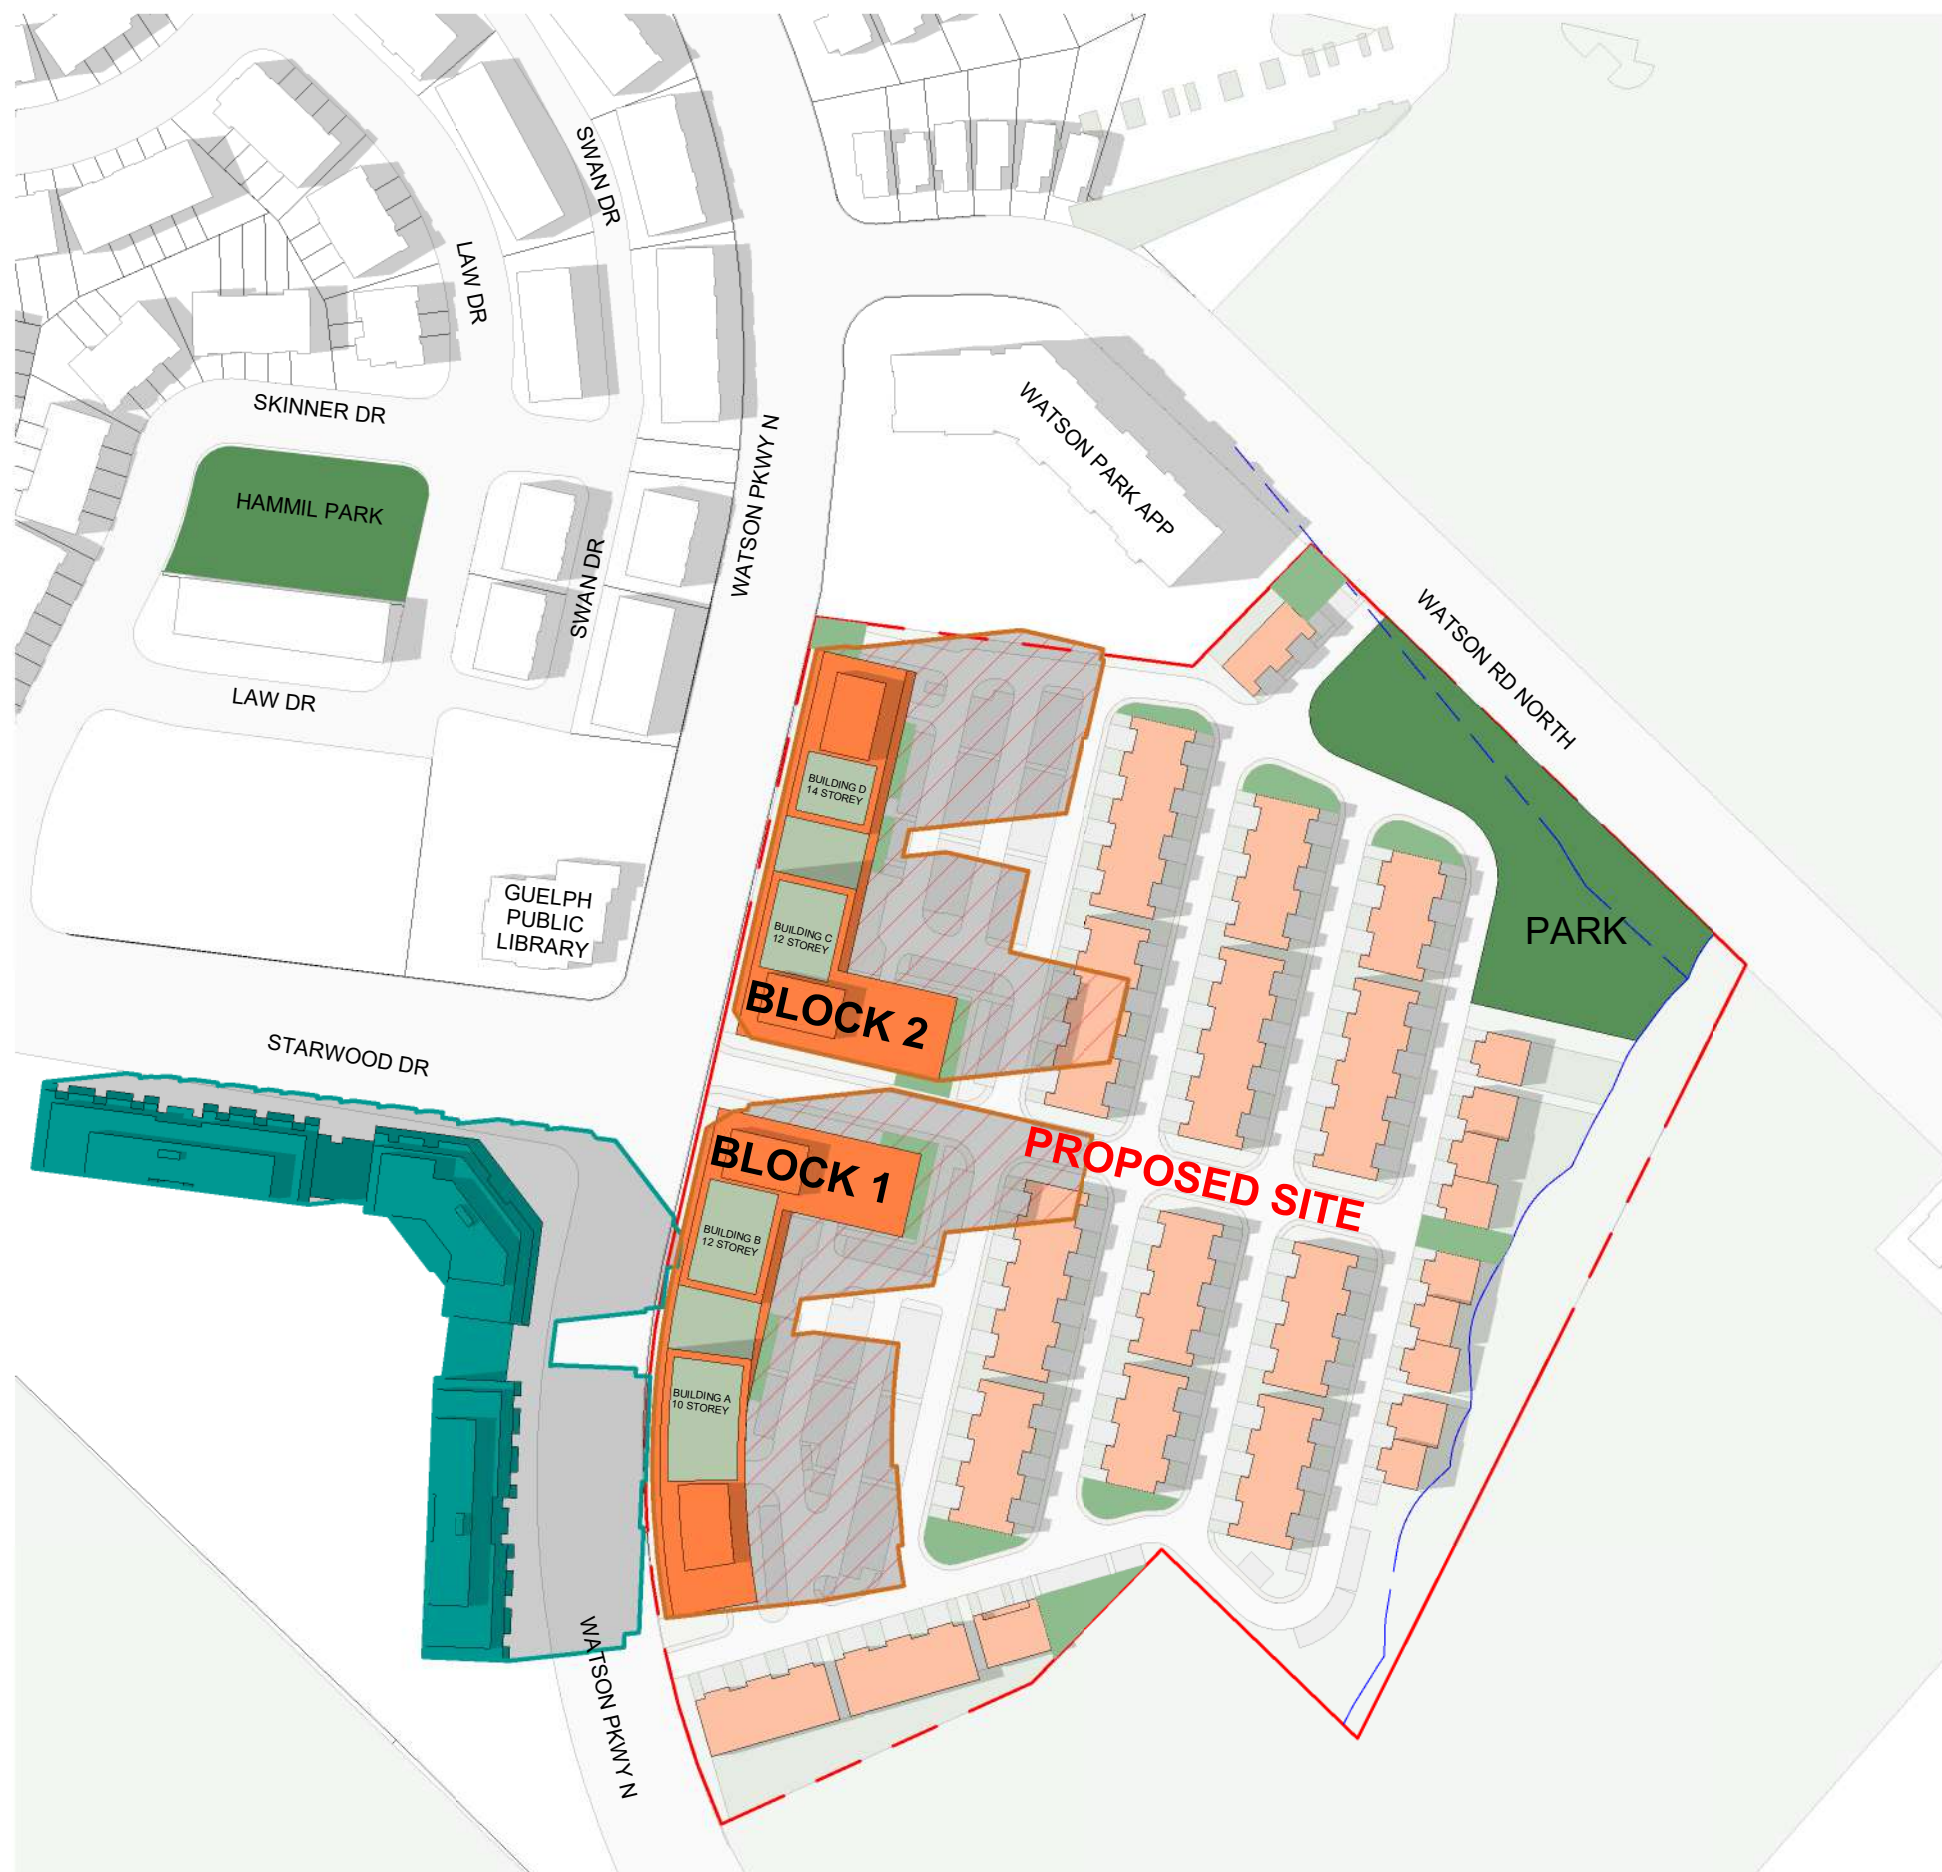 SWAN DR
LAW DR
SKINNER DR
WATSON PKWY N
WATSON PARK APP
HAMMIL PARK
SWAN DR
WATSON RD NORTH
LAW DR
BUILDING D
14 STOREY
GUELPH
PUBLIC
LIBRARY
BUILDING C
12 STOREY
PARK
BLOCK 2
STARWOOD DR
BLOCK 1
PROPOSED SITE
BUILDING B
12 STOREY
BUILDING A
10 STOREY
WATSON PKWY N